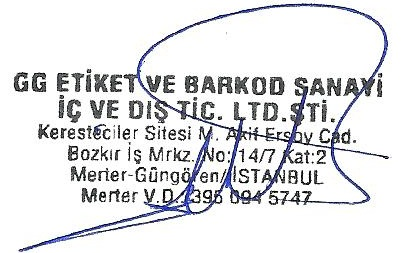 GG ETİKET VE BARKOD SANAYİ
İÇ VE DIŞ TİC. LTD.ŞTİ.
Keresteciler Sitesi M. Akif Ersoy Cad.
Bozkır İş Mrkz. No: 14/7 Kat:2
Merter-Güngören/İSTANBUL
Merter V.D.: 395 094 5747